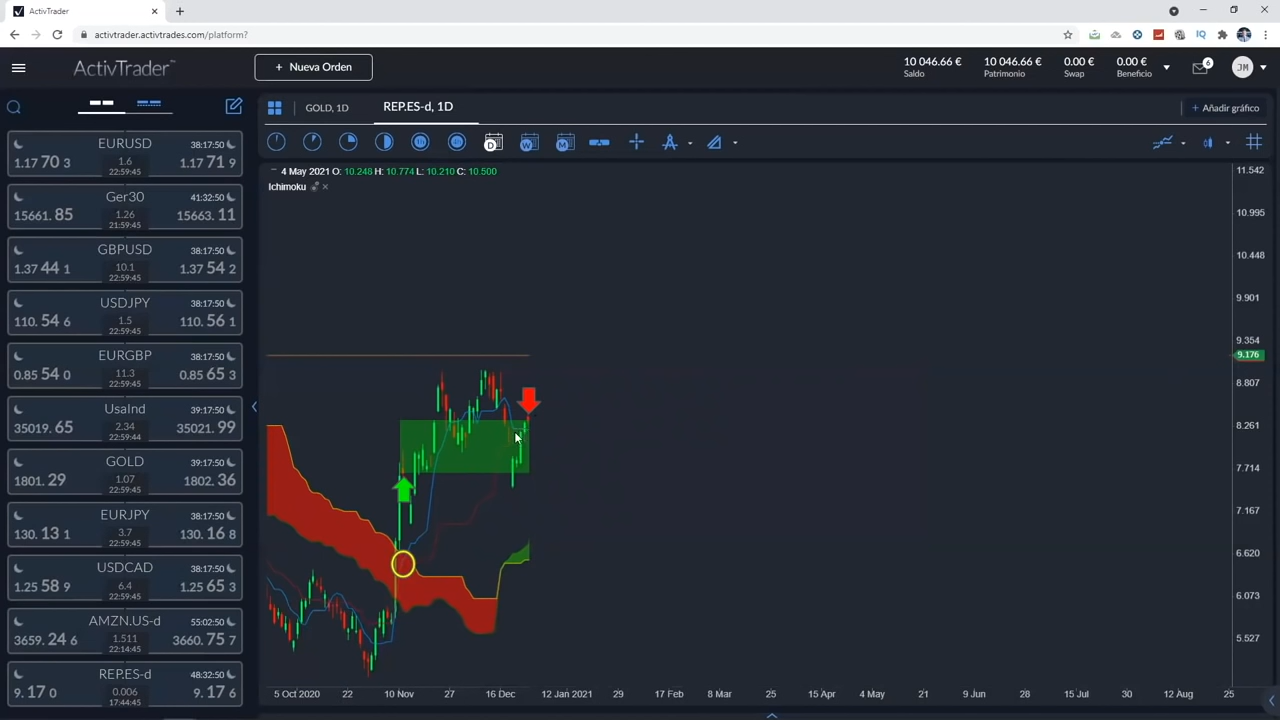 ActivTrader
activtrader.activtrades.com/platform?
ActivTrader
+ Nueva Orden
10 046.66 € Saldo
10 046.66 € Patrimonio
0.00 € Swap
0.00 € Beneficio
6
JM
GOLD, 1D
REP.ES-d, 1D
+ Añadir gráfico
D
W
M
4 May 2021 O: 10.248 H: 10.774 L: 10.210 C: 10.500
Ichimoku
EURUSD 38:17:50
1.17 70 3 1.6 1.17 71 9
22:59:45
Ger30 41:32:50
15661. 85 1.26 15663. 11
21:59:45
GBPUSD 38:17:50
1.37 44 1 10.1 1.37 54 2
22:59:45
USDJPY 38:17:50
110. 54 6 1.5 110. 56 1
22:59:45
EURGBP 38:17:50
0.85 54 0 11.3 0.85 65 3
22:59:45
UsaInd 39:17:50
35019. 65 2.34 35021. 99
22:59:44
GOLD 39:17:50
1801. 29 1.07 1802. 36
22:59:45
EURJPY 38:17:50
130. 13 1 3.7 130. 16 8
22:59:45
USDCAD 38:17:50
1.25 58 9 6.4 1.25 65 3
22:59:45
AMZN.US-d 55:02:50
3659. 24 6 1.511 3660. 75 7
22:14:45
REP.ES-d 48:32:50
9. 17 0 0.006 9. 17 6
17:44:45
11.542
10.995
10.448
9.901
9.354
9.176
8.807
8.261
7.714
7.167
6.620
6.073
5.527
5 Oct 2020 22 10 Nov 27 16 Dec 12 Jan 2021 29 17 Feb 8 Mar 25 15 Apr 4 May 21 9 Jun 28 15 Jul 30 12 Aug 25